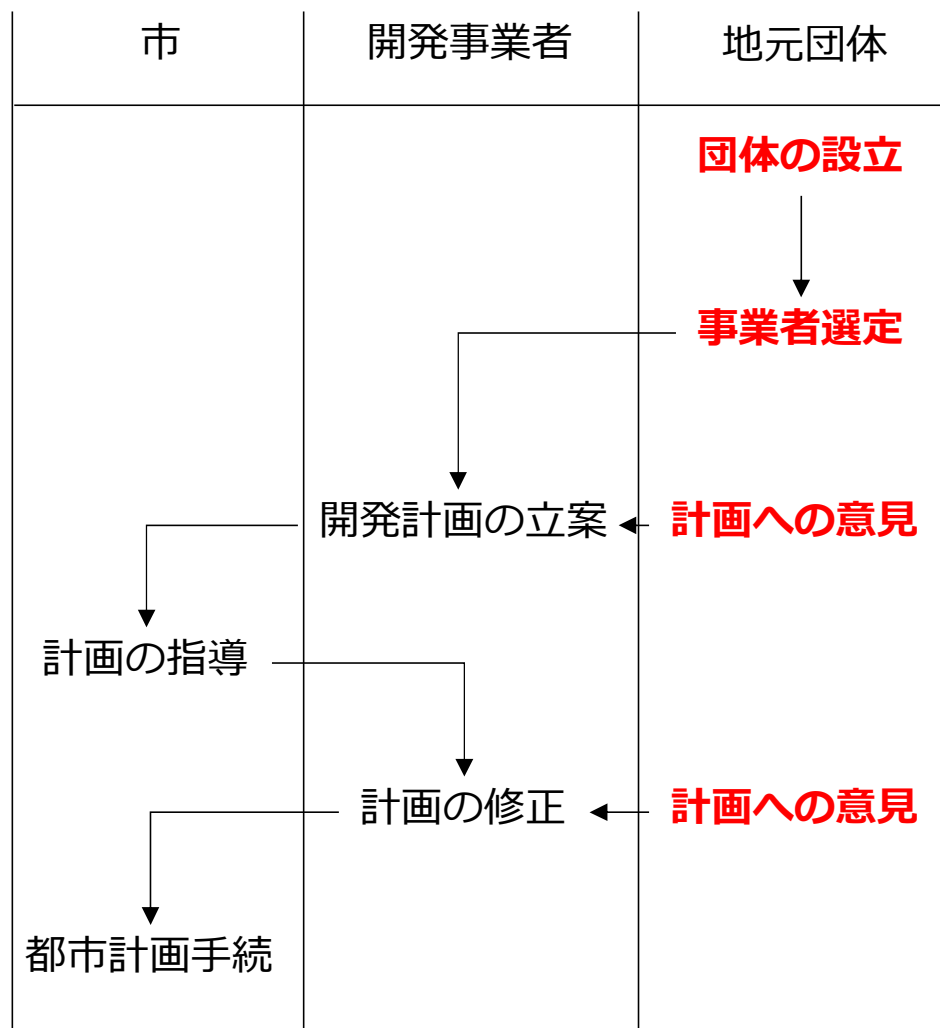 市
開発事業者
地元団体
団体の設立
事業者選定
開発計画の立案
計画への意見
計画の指導
計画の修正
計画への意見
都市計画手続